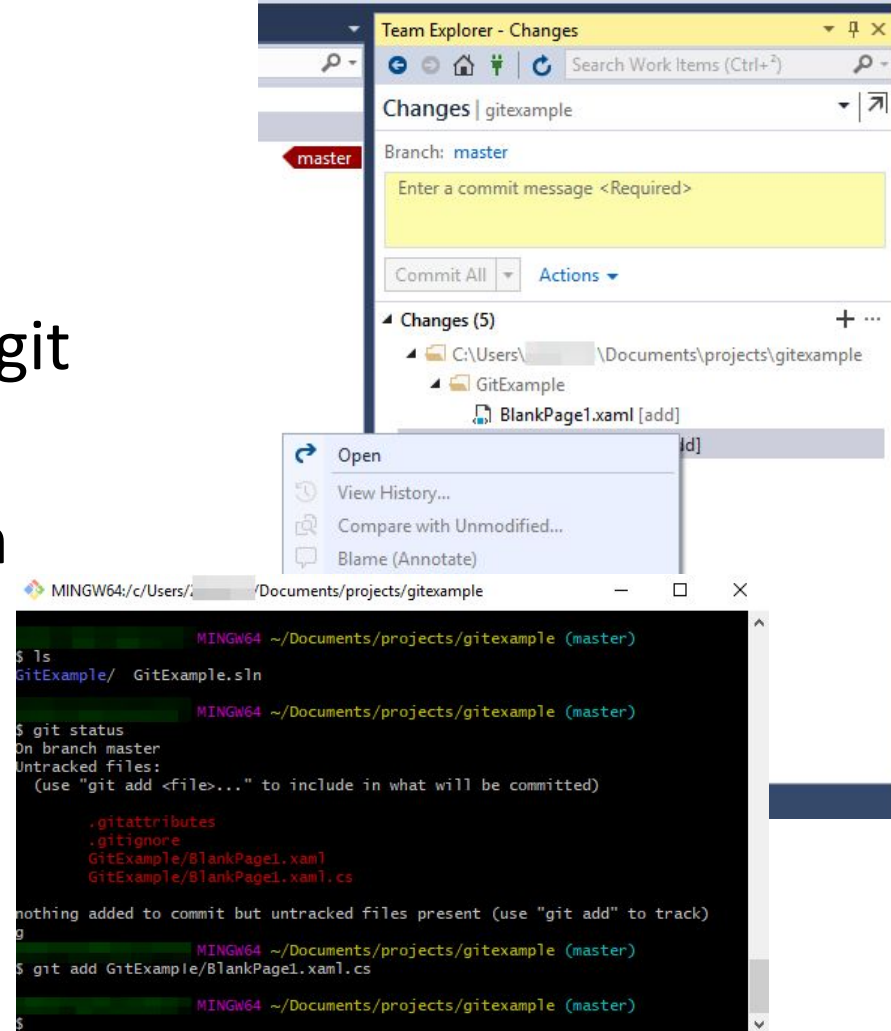 Team Explorer - Changes
Search Work Items (Ctrl+²)
Changes | gitexample
master
Branch: master
Enter a commit message <Required>
Commit All
Actions
git
Changes (5)
C:\Users\ \Documents\projects\gitexample
GitExample
BlankPage1.xaml [add]
Open
View History...
Compare with Unmodified...
Blame (Annotate)
MINGW64:/c/Users/ /Documents/projects/gitexample
MINGW64 ~/Documents/projects/gitexample (master)
$ ls
GitExample/ GitExample.sln
MINGW64 ~/Documents/projects/gitexample (master)
$ git status
On branch master
Untracked files:
(use "git add <file>..." to include in what will be committed)
.gitattributes
.gitignore
GitExample/BlankPage1.xaml
GitExample/BlankPage1.xaml.cs
nothing added to commit but untracked files present (use "git add" to track)
g
MINGW64 ~/Documents/projects/gitexample (master)
$ git add GitExample/BlankPage1.xaml.cs
MINGW64 ~/Documents/projects/gitexample (master)
$